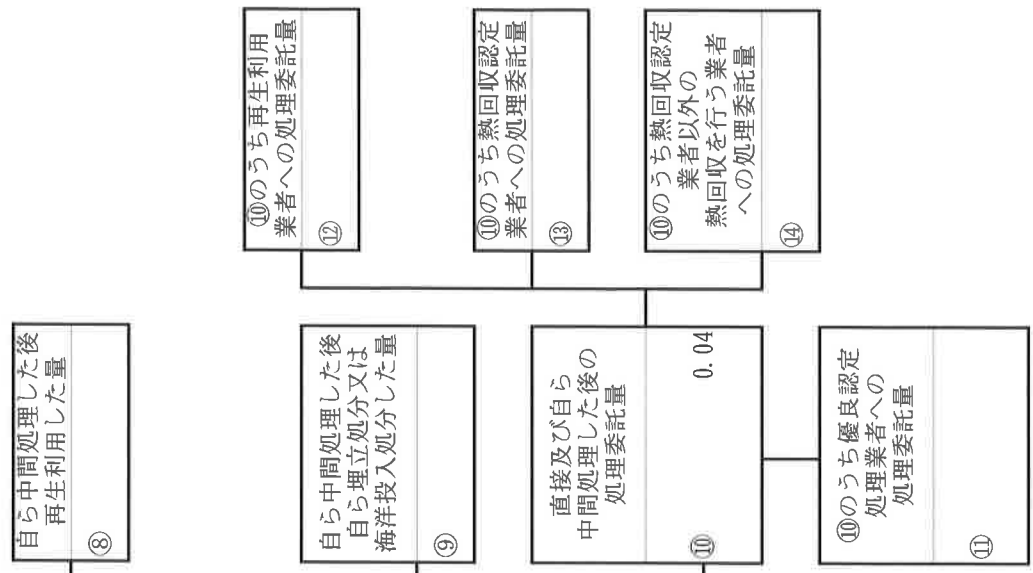 自ら中間処理した後
再生利用した量
⑧
自ら中間処理した後
自ら埋立処分又は
海洋投入処分した量
⑨
直接及び自ら
中間処理した後の
処理委託量
⑩ 0.04
⑩のうち優良認定
処理業者への
処理委託量
⑪
⑩のうち再生利用
業者への処理委託量
⑫
⑩のうち熱回収認定
業者への処理委託量
⑬
⑩のうち熱回収認定
業者以外の
熱回収を行う業者
への処理委託量
⑭